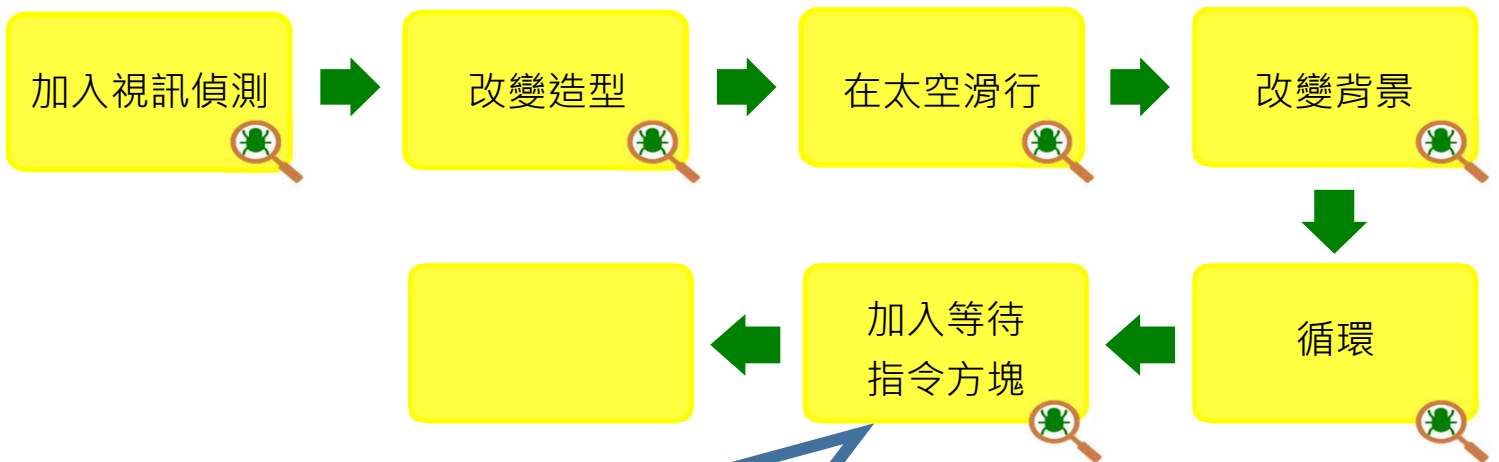 加入視訊偵測
改變造型
在太空滑行
改變背景
循環
加入等待
指令方塊